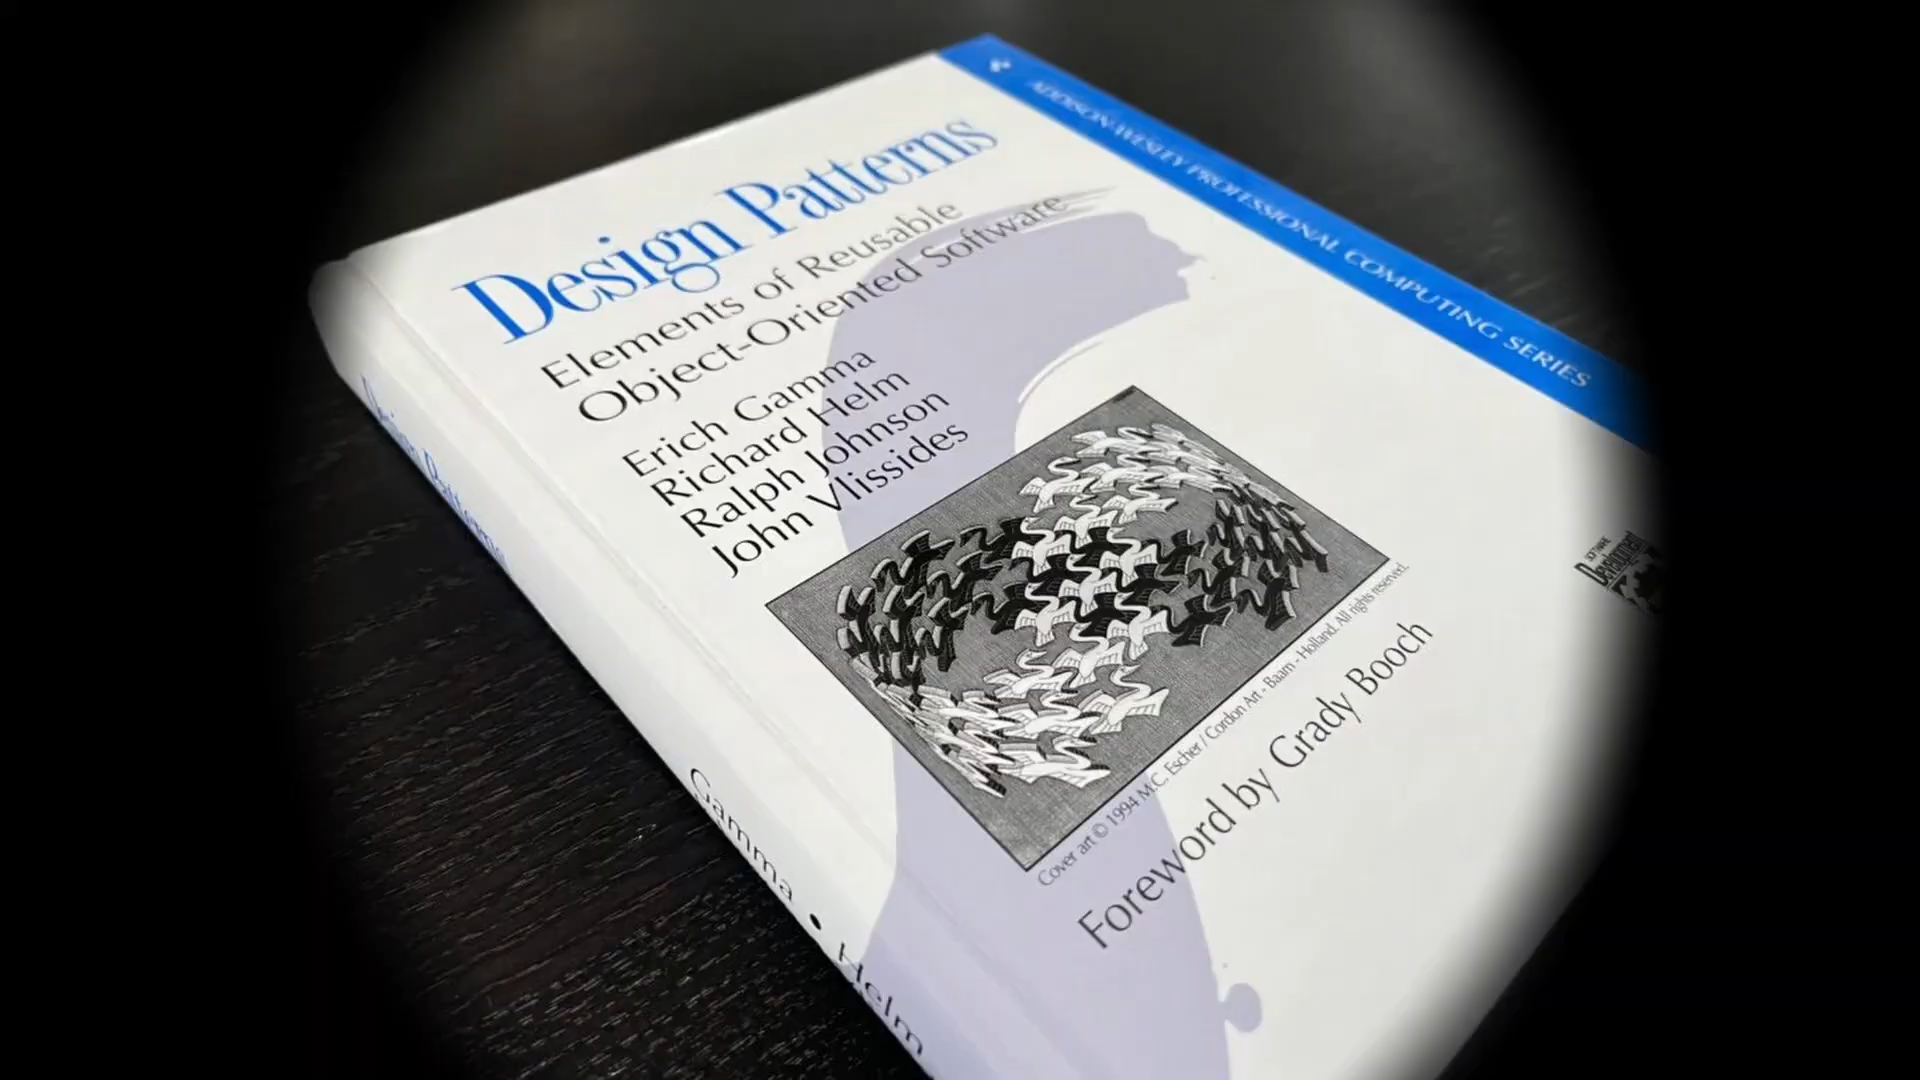 ADDISON-WESLEY PROFESSIONAL COMPUTING SERIES
Design Patterns
Elements of Reusable
Object-Oriented Software
Erich Gamma
Richard Helm
Ralph Johnson
John Vlissides
Cover art © 1994 M.C. Escher / Cordon Art - Baarn - Holland. All rights reserved.
Foreword by Grady Booch
SOFTWARE
Development
Design Patterns
Gamma • Helm